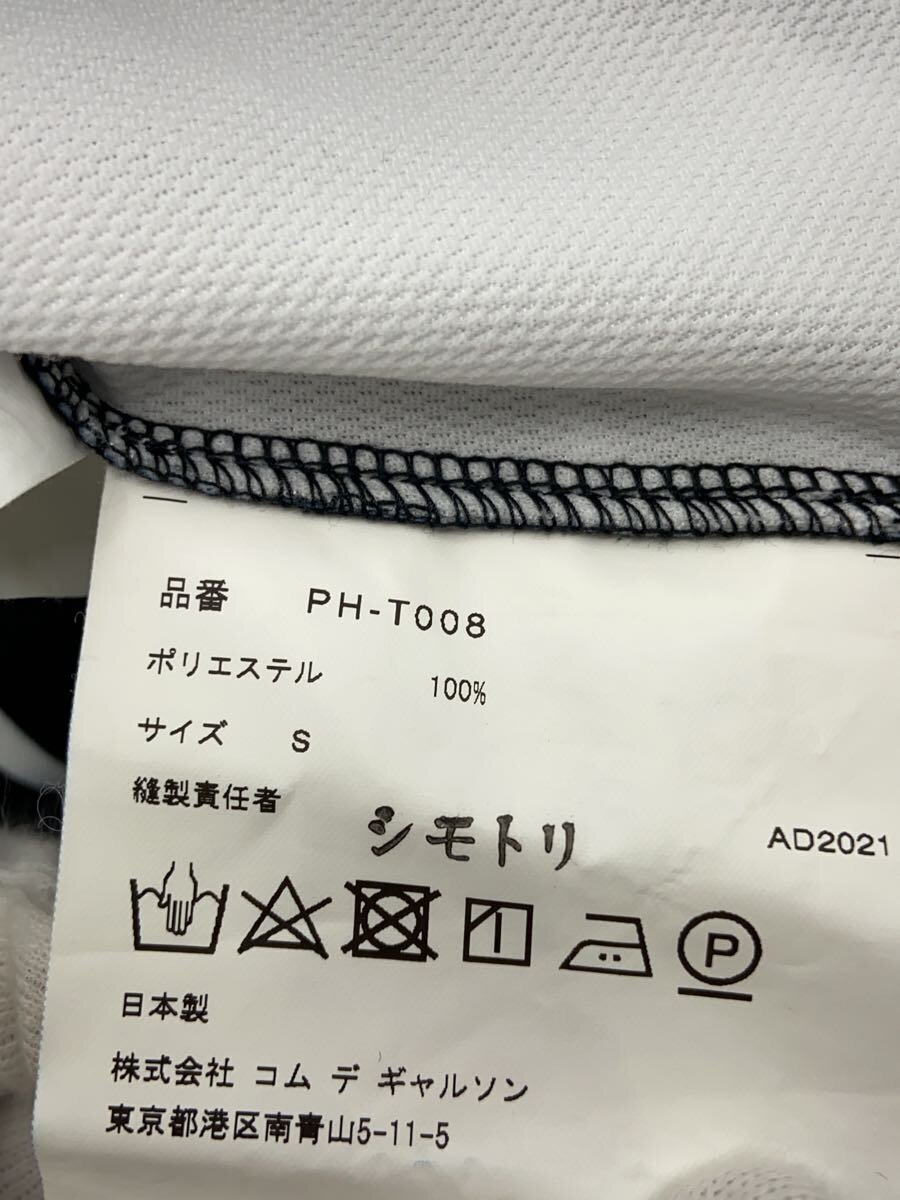 品番 PH-T008
ポリエステル 100%
サイズ S
縫製責任者 シモトリ AD2021
P
日本製
株式会社 コム デ ギャルソン
東京都港区南青山5-11-5